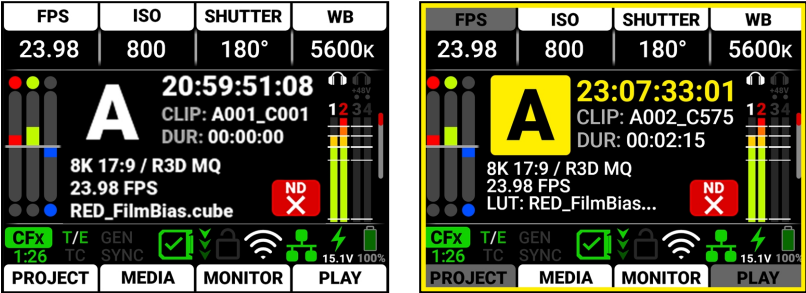 FPS ISO SHUTTER WB
23.98 800 180° 5600K
20:59:51:08
+48V
A
CLIP: A001_C001
1 2 3 4
DUR: 00:00:00
8K 17:9 / R3D MQ
23.98 FPS
ND
RED_FilmBias.cube
CFx T/E GEN
1:26 TC SYNC 15.1V 100%
PROJECT MEDIA MONITOR PLAY
FPS ISO SHUTTER WB
23.98 800 180° 5600K
23:07:33:01
+48V
A
CLIP: A002_C575
1 2 3 4
DUR: 00:02:15
8K 17:9 / R3D MQ
23.98 FPS
ND
LUT: RED_FilmBias...
CFx T/E GEN
1:26 TC SYNC 15.1V 100%
PROJECT MEDIA MONITOR PLAY